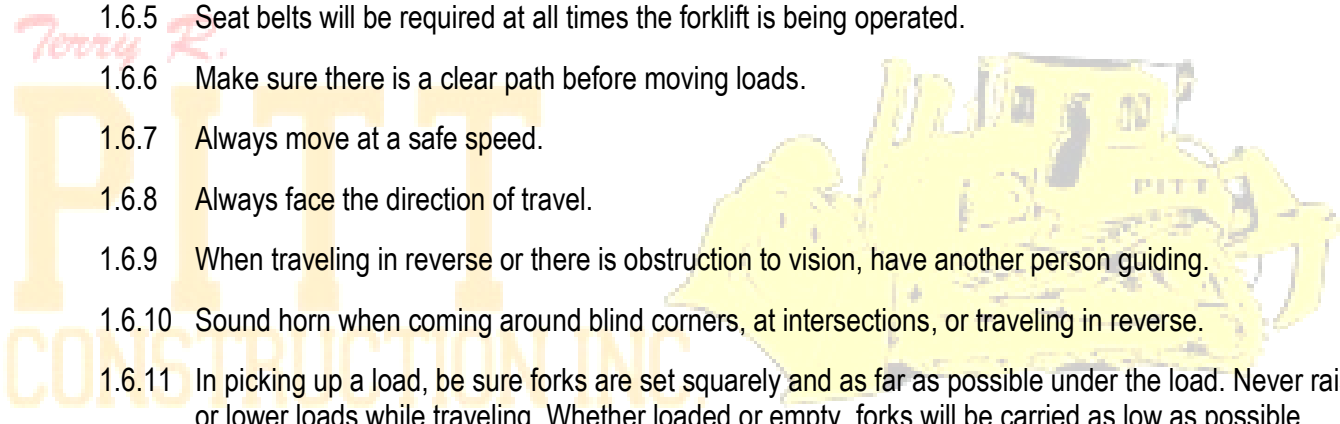 1.6.5 Seat belts will be required at all times the forklift is being operated.
Terry R.
1.6.6 Make sure there is a clear path before moving loads.
PITT
1.6.7 Always move at a safe speed.
1.6.8 Always face the direction of travel.
PITT
1.6.9 When traveling in reverse or there is obstruction to vision, have another person guiding.
1.6.10 Sound horn when coming around blind corners, at intersections, or traveling in reverse.
CONSTRUCTION INC.
1.6.11 In picking up a load, be sure forks are set squarely and as far as possible under the load. Never rai
or lower loads while traveling. Whether loaded or empty, forks will be carried as low as possible